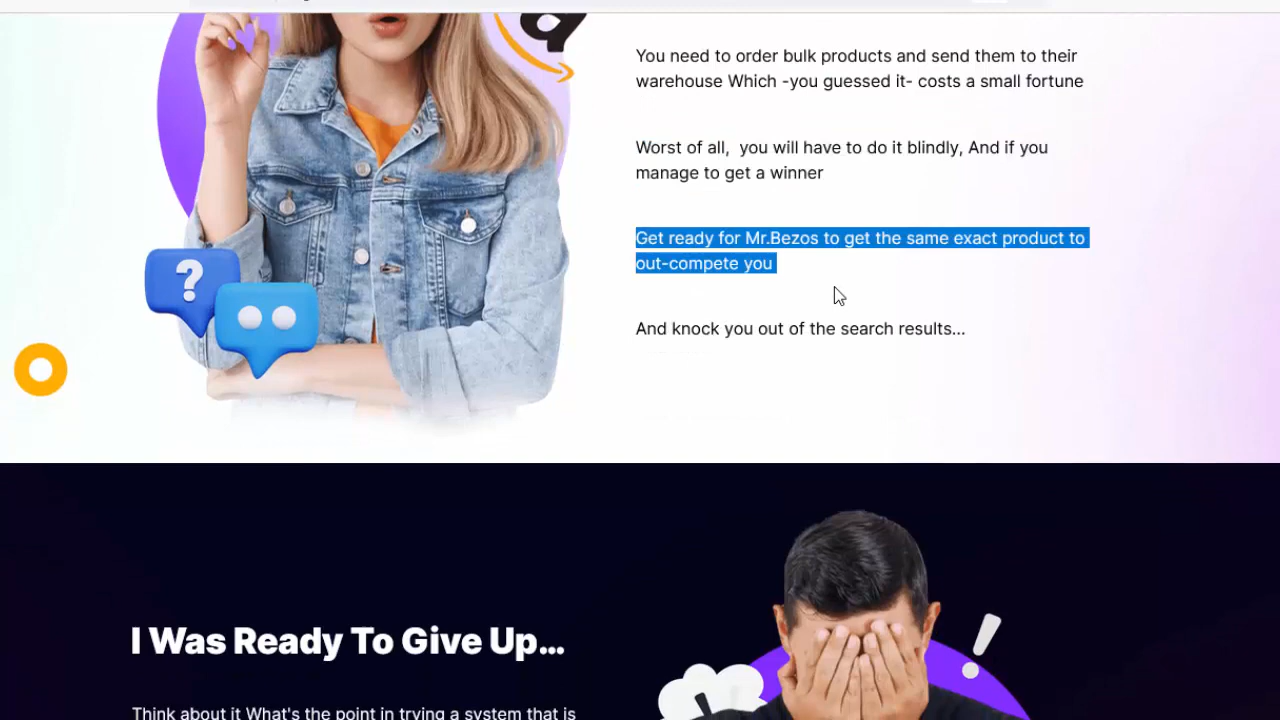 You need to order bulk products and send them to their
warehouse Which -you guessed it- costs a small fortune
Worst of all,  you will have to do it blindly, And if you
manage to get a winner
Get ready for Mr.Bezos to get the same exact product to
out-compete you
And knock you out of the search results...
I Was Ready To Give Up...
Think about it What's the point in trying a system that is